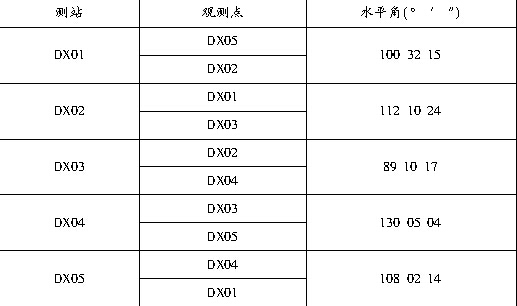 测站 观测点 水平角(° ′ ″)
DX01 DX05 100 32 15
DX02
DX02 DX01 112 10 24
DX03
DX03 DX02 89 10 17
DX04
DX04 DX03 130 05 04
DX05
DX05 DX04 108 02 14
DX01